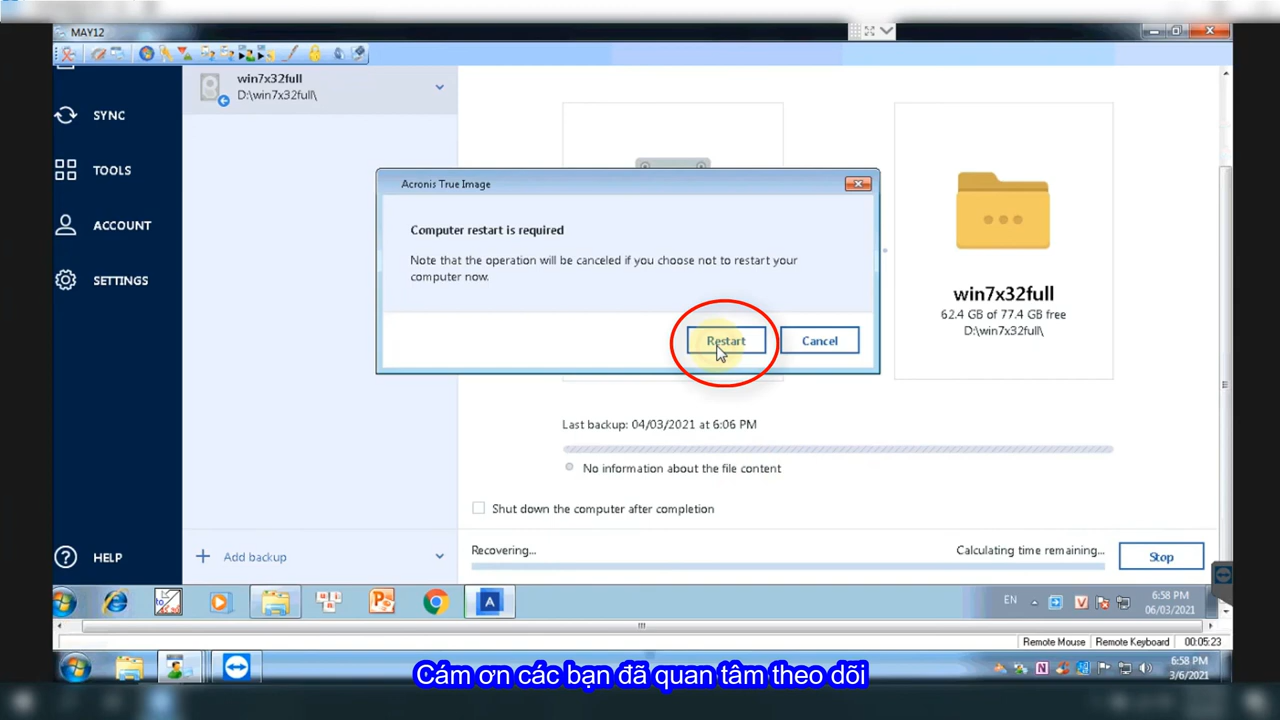 MAY12
win7x32full
D:\win7x32full\
SYNC
TOOLS
ACCOUNT
SETTINGS
HELP
Acronis True Image
Computer restart is required
Note that the operation will be canceled if you choose not to restart your
computer now.
Restart
Cancel
win7x32full
62.4 GB of 77.4 GB free
D:\win7x32full\
Last backup: 04/03/2021 at 6:06 PM
No information about the file content
Shut down the computer after completion
Add backup
Recovering...
Calculating time remaining...
Stop
EN
6:58 PM
06/03/2021
Remote Mouse
Remote Keyboard
00:05:23
6:58 PM
3/6/2021
Cám ơn các bạn đã quan tâm theo dõi